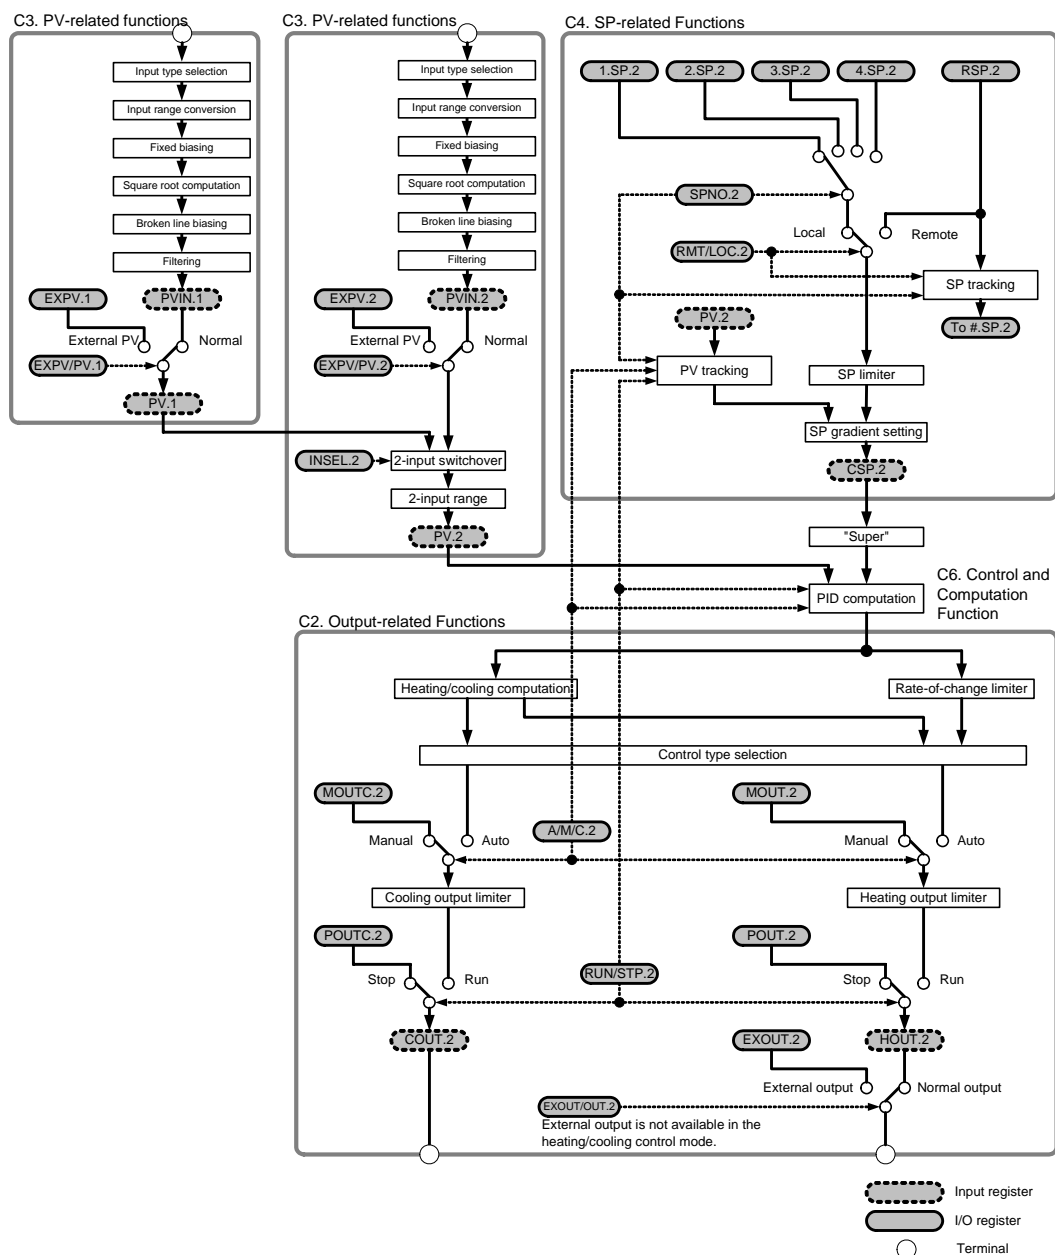 C3. PV-related functions
Input type selection
Input range conversion
Fixed biasing
Square root computation
Broken line biasing
Filtering
EXPV.1
PVIN.1
External PV
Normal
EXPV/PV.1
PV.1
C3. PV-related functions
Input type selection
Input range conversion
Fixed biasing
Square root computation
Broken line biasing
Filtering
EXPV.2
PVIN.2
External PV
Normal
EXPV/PV.2
INSEL.2
2-input switchover
2-input range
PV.2
C4. SP-related Functions
1.SP.2
2.SP.2
3.SP.2
4.SP.2
RSP.2
SPNO.2
Local
Remote
RMT/LOC.2
SP tracking
To #.SP.2
PV.2
PV tracking
SP limiter
SP gradient setting
CSP.2
"Super"
PID computation
C6. Control and
Computation
Function
C2. Output-related Functions
Heating/cooling computation
Rate-of-change limiter
Control type selection
MOUTC.2
MOUT.2
A/M/C.2
Manual
Auto
Manual
Auto
Cooling output limiter
Heating output limiter
POUTC.2
POUT.2
RUN/STP.2
Stop
Run
Stop
Run
COUT.2
EXOUT.2
HOUT.2
External output
Normal output
EXOUT/OUT.2
External output is not available in the
heating/cooling control mode.
Input register
I/O register
Terminal